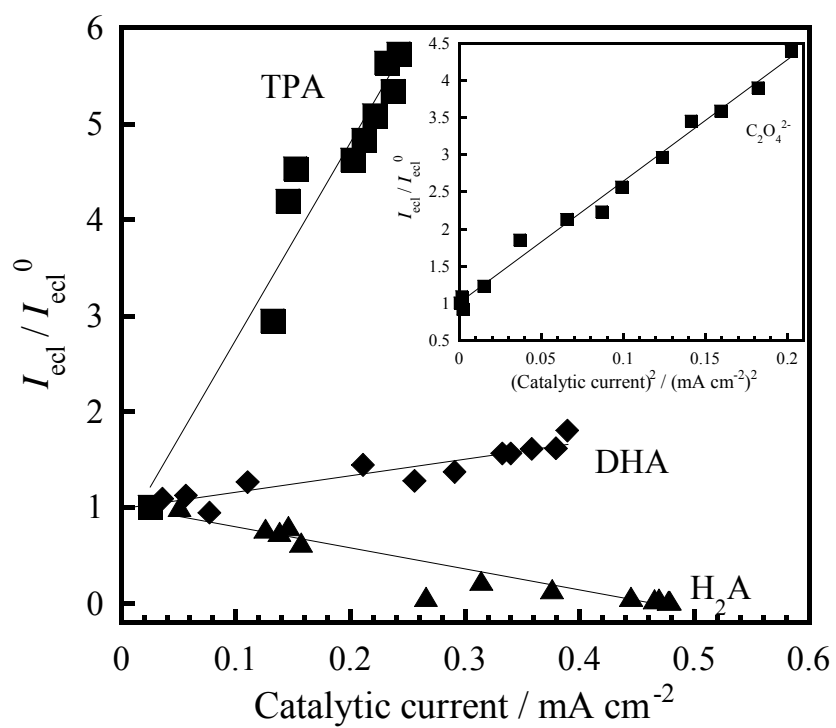 6
5
4
3
2
1
0
I_ecl / I_ecl^0
TPA
DHA
H₂A
0 0.1 0.2 0.3 0.4 0.5 0.6
Catalytic current / mA cm⁻²
4.5
4
3.5
3
2.5
2
1.5
1
0.5
I_ecl / I_ecl^0
C₂O₄²⁻
0 0.05 0.1 0.15 0.2
(Catalytic current)² / (mA cm⁻²)²